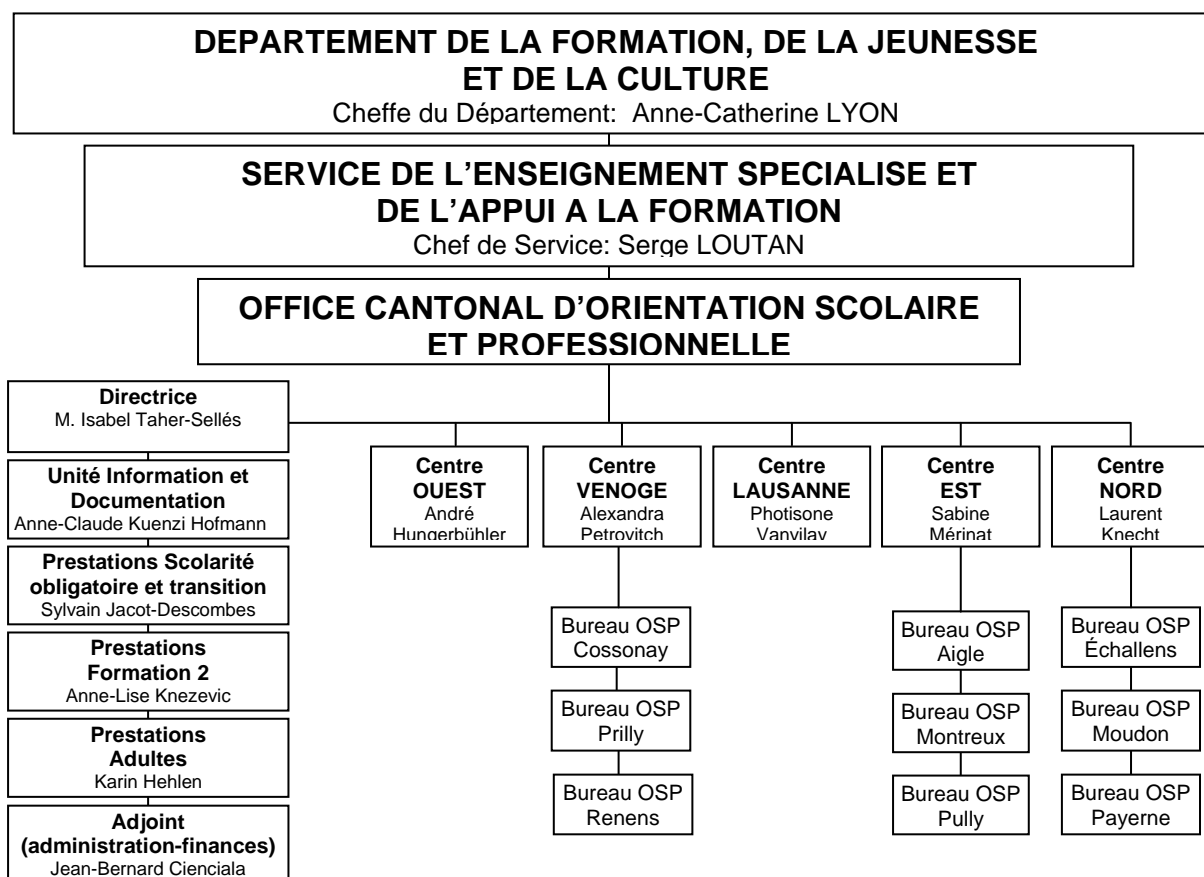 DEPARTEMENT DE LA FORMATION, DE LA JEUNESSE
ET DE LA CULTURE
Cheffe du Département: Anne-Catherine LYON
SERVICE DE L'ENSEIGNEMENT SPECIALISE ET
DE L'APPUI A LA FORMATION
Chef de Service: Serge LOUTAN
OFFICE CANTONAL D'ORIENTATION SCOLAIRE
ET PROFESSIONNELLE
Directrice
M. Isabel Taher-Sellés
Unité Information et
Documentation
Anne-Claude Kuenzi Hofmann
Prestations Scolarité
obligatoire et transition
Sylvain Jacot-Descombes
Prestations
Formation 2
Anne-Lise Knezevic
Prestations
Adultes
Karin Hehlen
Adjoint
(administration-finances)
Jean-Bernard Cienciala
Centre
OUEST
André
Hungerbühler
Centre
VENOGE
Alexandra
Petrovitch
Bureau OSP
Cossonay
Bureau OSP
Prilly
Bureau OSP
Renens
Centre
LAUSANNE
Photisone
Vanvilay
Centre
EST
Sabine
Mérinat
Bureau OSP
Aigle
Bureau OSP
Montreux
Bureau OSP
Pully
Centre
NORD
Laurent
Knecht
Bureau OSP
Échallens
Bureau OSP
Moudon
Bureau OSP
Payerne